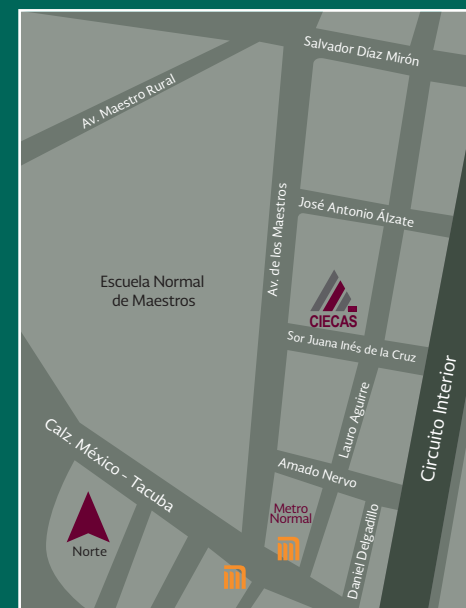 Salvador Díaz Mirón
Av. Maestro Rural
José Antonio Álzate
Av. de los Maestros
Escuela Normal
de Maestros
CIECAS
Sor Juana Inés de la Cruz
Circuito Interior
Lauro Aguirre
Calz. México - Tacuba
Amado Nervo
Metro
Normal
Daniel Delgadillo
Norte